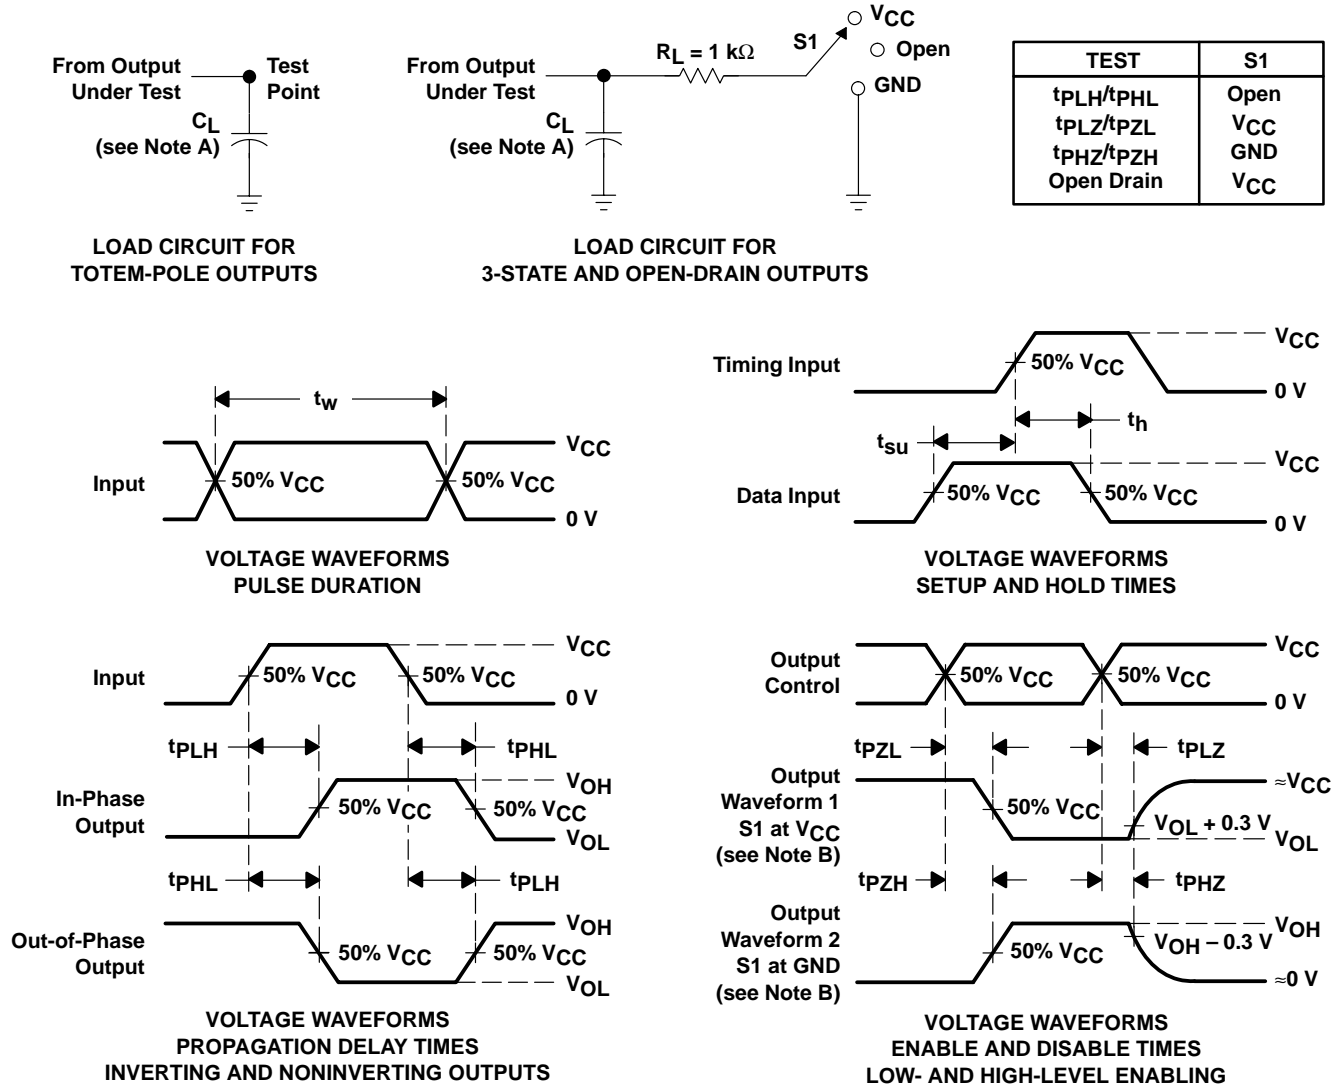 From Output
Under Test
Test
Point
CL
(see Note A)
LOAD CIRCUIT FOR
TOTEM-POLE OUTPUTS
From Output
Under Test
RL = 1 kΩ
S1
VCC
Open
GND
CL
(see Note A)
LOAD CIRCUIT FOR
3-STATE AND OPEN-DRAIN OUTPUTS
TEST S1
tPLH/tPHL Open
tPLZ/tPZL VCC
tPHZ/tPZH GND
Open Drain VCC
tw
Input
50% VCC
50% VCC
VCC
0 V
VOLTAGE WAVEFORMS
PULSE DURATION
Timing Input
50% VCC
VCC
0 V
tsu
th
Data Input
50% VCC
50% VCC
VCC
0 V
VOLTAGE WAVEFORMS
SETUP AND HOLD TIMES
Input
50% VCC
50% VCC
VCC
0 V
tPLH
tPHL
In-Phase
Output
50% VCC
50% VCC
VOH
VOL
tPHL
tPLH
Out-of-Phase
Output
50% VCC
50% VCC
VOH
VOL
VOLTAGE WAVEFORMS
PROPAGATION DELAY TIMES
INVERTING AND NONINVERTING OUTPUTS
Output
Control
50% VCC
50% VCC
VCC
0 V
tPZL
tPLZ
Output
Waveform 1
S1 at VCC
(see Note B)
50% VCC
VOL + 0.3 V
≈VCC
VOL
tPZH
tPHZ
Output
Waveform 2
S1 at GND
(see Note B)
50% VCC
VOH − 0.3 V
VOH
≈0 V
VOLTAGE WAVEFORMS
ENABLE AND DISABLE TIMES
LOW- AND HIGH-LEVEL ENABLING